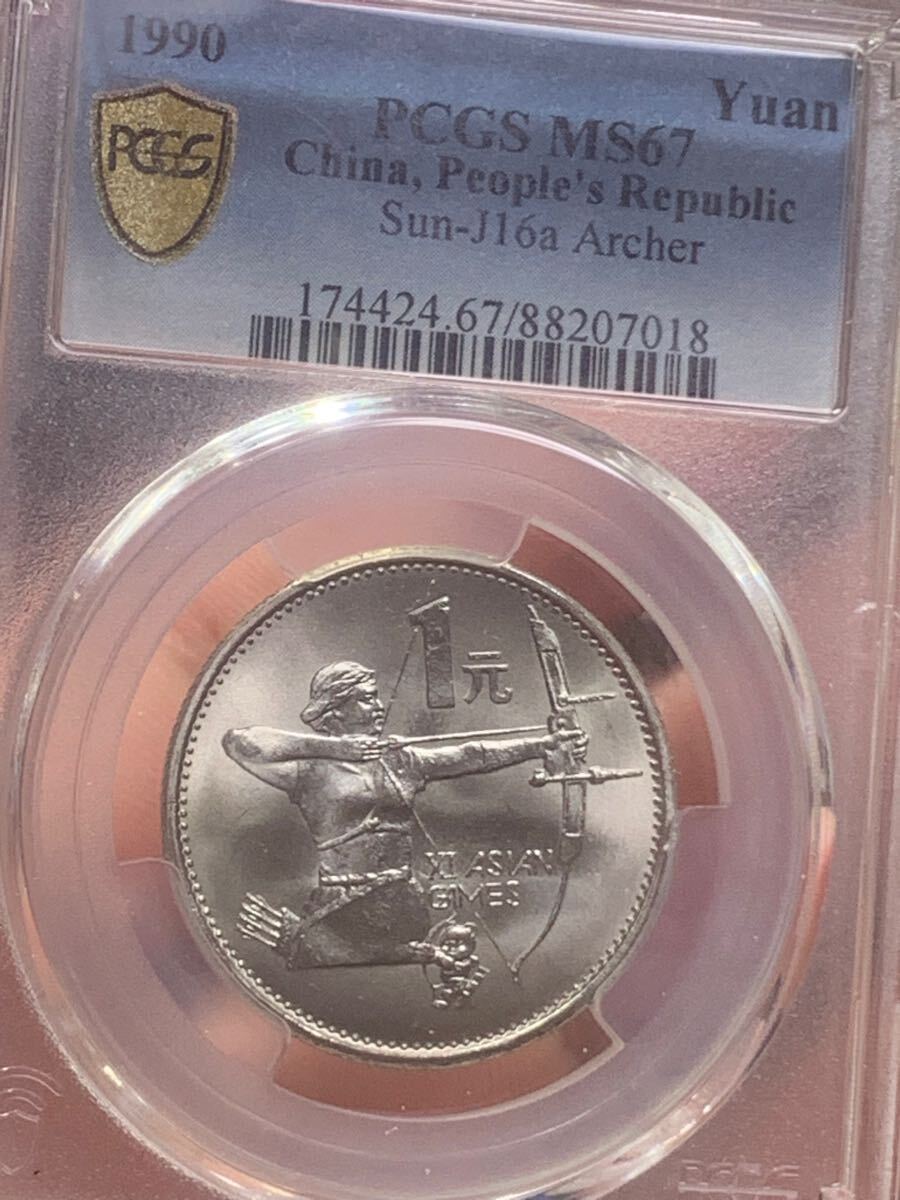 1990
Yuan
PCGS
PCGS MS67
China, People's Republic
Sun-J16a Archer
174424.67/88207018
1元
XI ASIAN
GAMES